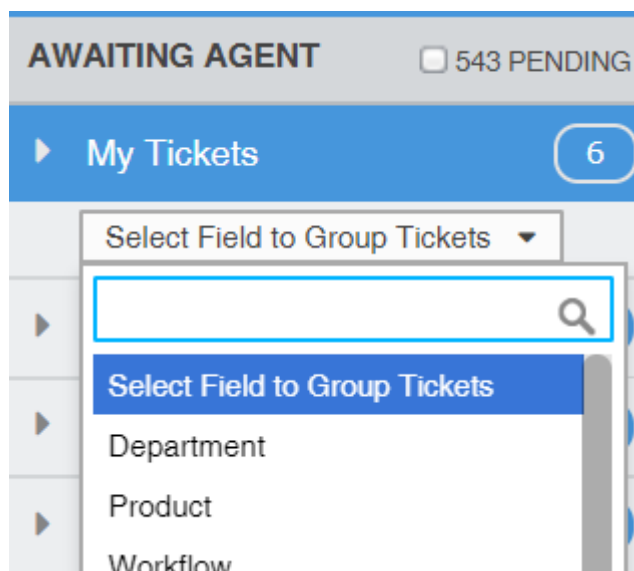 AWAITING AGENT 543 PENDING
My Tickets 6
Select Field to Group Tickets
Select Field to Group Tickets
Department
Product
Workflow